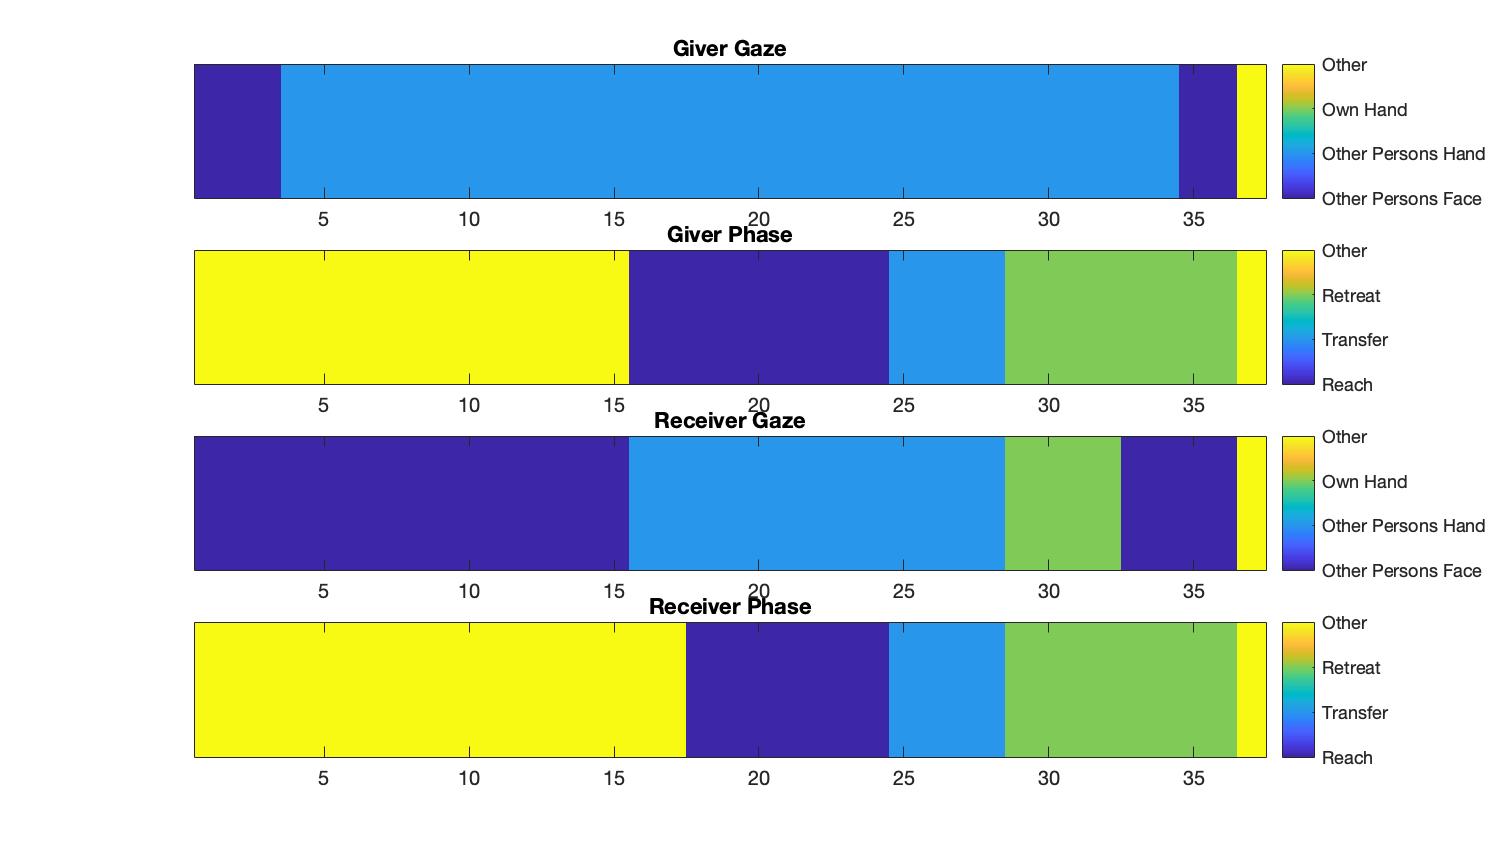 Giver Gaze
Other
Own Hand
Other Persons Hand
Other Persons Face
5 10 15 20 25 30 35
Giver Phase
Other
Retreat
Transfer
Reach
5 10 15 20 25 30 35
Receiver Gaze
Other
Own Hand
Other Persons Hand
Other Persons Face
5 10 15 20 25 30 35
Receiver Phase
Other
Retreat
Transfer
Reach
5 10 15 20 25 30 35